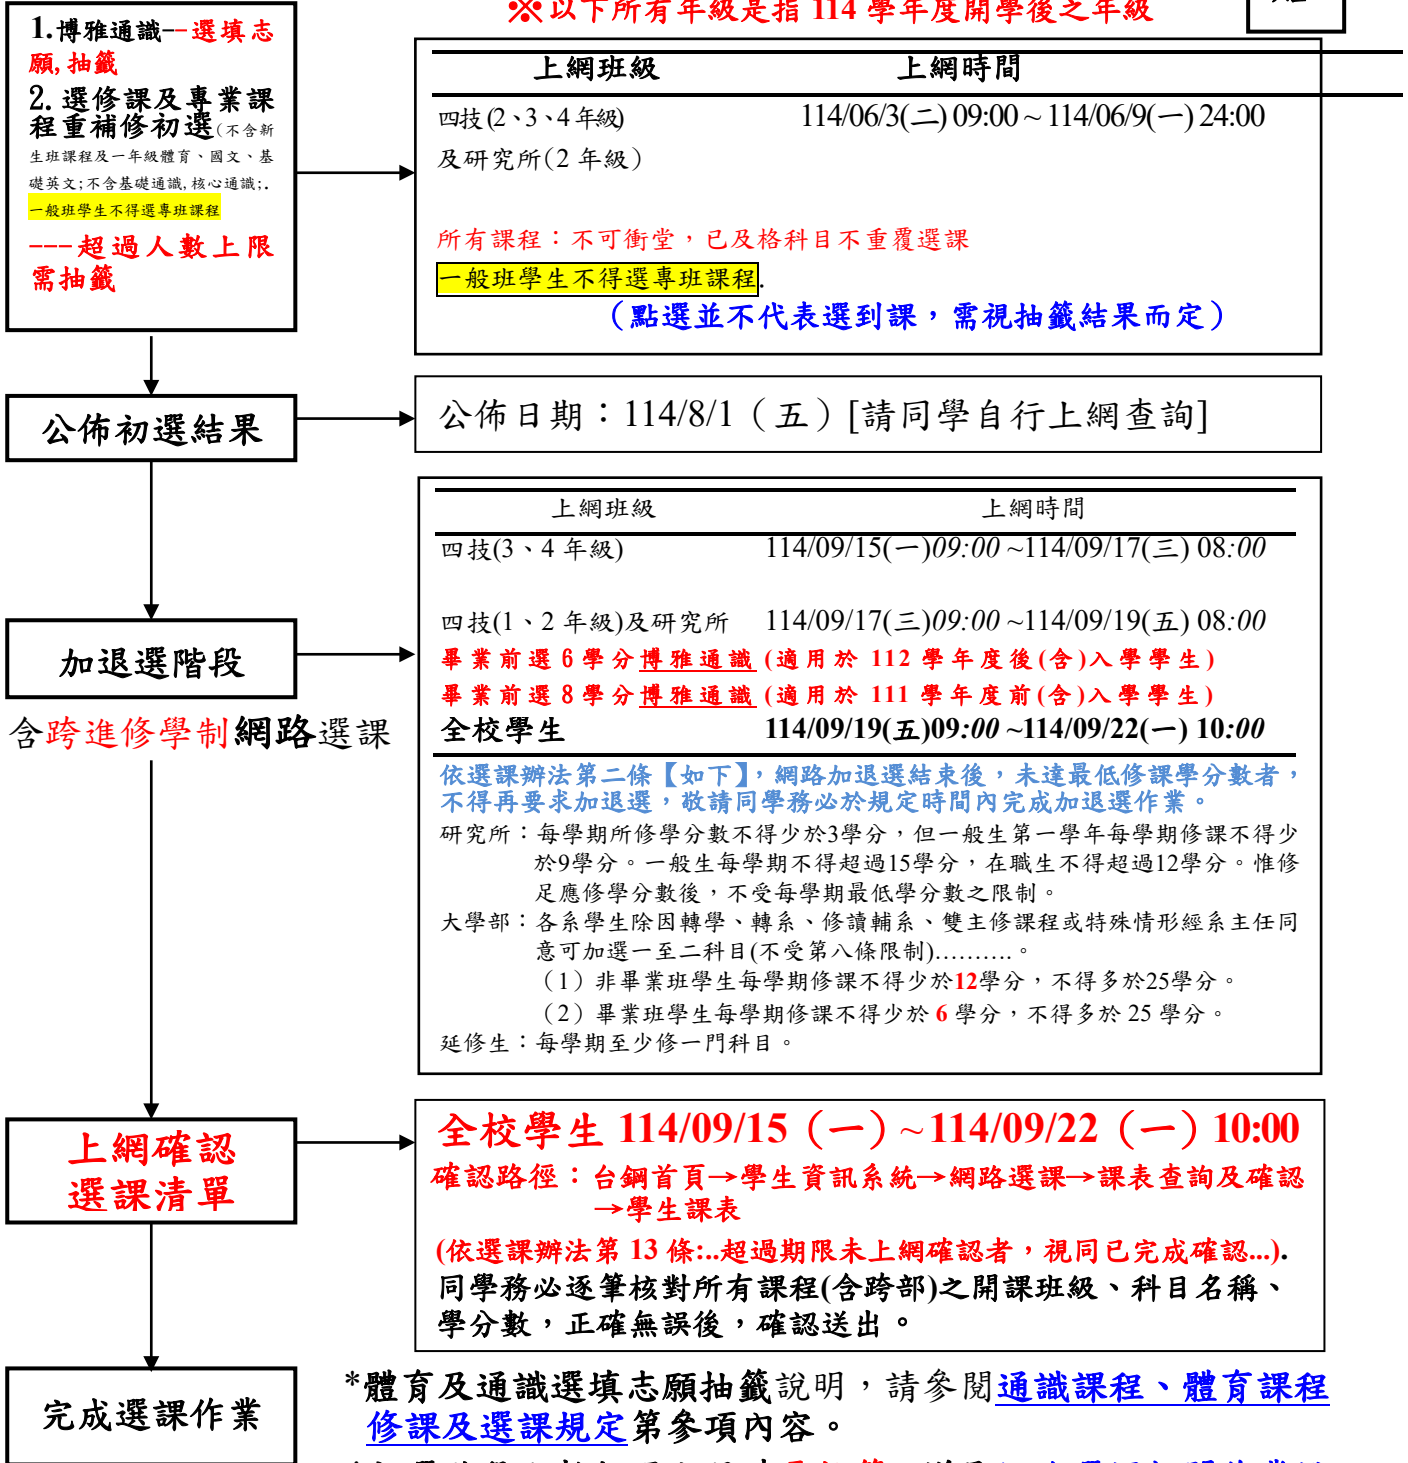 ※以下所有年級是指 114 學年度開學後之年級
1.博雅通識--選填志
願,抽籤
2.選修課及專業課
程重補修初選(不含新
生班課程及一年級體育、國文、基
礎英文;不含基礎通識,核心通識;.
一般班學生不得選專班課程
---超過人數上限
需抽籤
上網班級 上網時間
四技(2、3、4 年級) 114/06/3(二) 09:00 ~ 114/06/9(一) 24:00
及研究所(2 年級)
所有課程：不可衝堂，已及格科目不重覆選課
一般班學生不得選專班課程.
（點選並不代表選到課，需視抽籤結果而定）
公佈初選結果
公佈日期：114/8/1（五）[請同學自行上網查詢]
加退選階段
含跨進修學制網路選課
上網班級 上網時間
四技(3、4 年級) 114/09/15(一)09:00 ~114/09/17(三) 08:00
四技(1、2 年級)及研究所 114/09/17(三)09:00 ~114/09/19(五) 08:00
畢業前選 6 學分博雅通識 (適用於 112 學年度後(含)入學學生)
畢業前選 8 學分博雅通識 (適用於 111 學年度前(含)入學學生)
全校學生 114/09/19(五)09:00 ~114/09/22(一) 10:00
依選課辦法第二條【如下】，網路加退選結束後，未達最低修課學分數者，
不得再要求加退選，敬請同學務必於規定時間內完成加退選作業。
研究所：每學期所修學分數不得少於3學分，但一般生第一學年每學期修課不得少
於9學分。一般生每學期不得超過15學分，在職生不得超過12學分。惟修
足應修學分數後，不受每學期最低學分數之限制。
大學部：各系學生除因轉學、轉系、修讀輔系、雙主修課程或特殊情形經系主任同
意可加選一至二科目(不受第八條限制)..........。
（1）非畢業班學生每學期修課不得少於12學分，不得多於25學分。
（2）畢業班學生每學期修課不得少於 6 學分，不得多於 25 學分。
延修生：每學期至少修一門科目。
上網確認
選課清單
全校學生 114/09/15（一）~114/09/22（一）10:00
確認路徑：台鋼首頁→學生資訊系統→網路選課→課表查詢及確認
→學生課表
(依選課辦法第 13 條:..超過期限未上網確認者，視同已完成確認...).
同學務必逐筆核對所有課程(含跨部)之開課班級、科目名稱、
學分數，正確無誤後，確認送出。
完成選課作業
*體育及通識選填志願抽籤說明，請參閱通識課程、體育課程
修課及選課規定第參項內容。